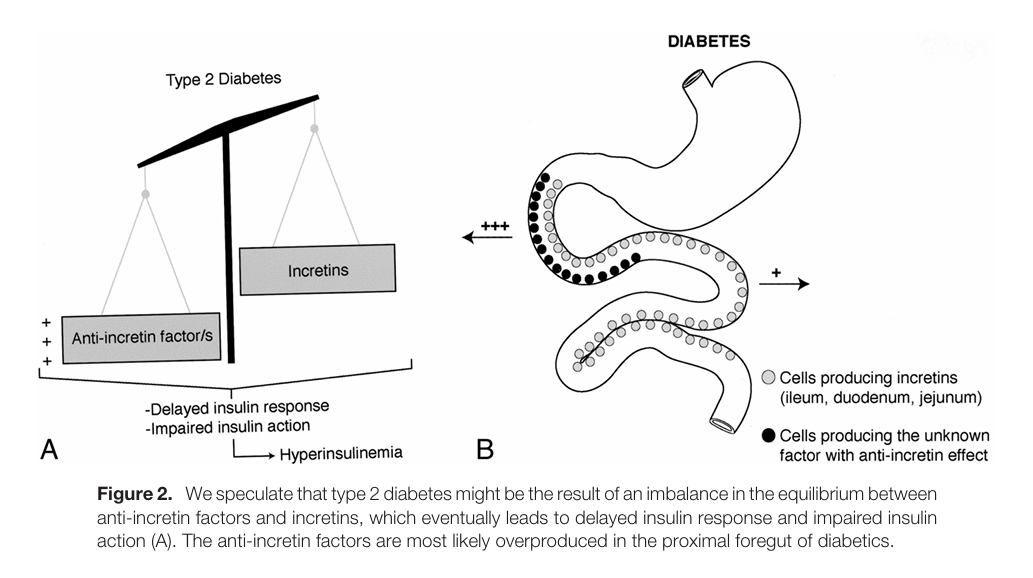 DIABETES
Type 2 Diabetes
Incretins
+
+
+
Anti-incretin factor/s
-Delayed insulin response
-Impaired insulin action
Hyperinsulinemia
A
+++
+
Cells producing incretins
(ileum, duodenum, jejunum)
Cells producing the unknown
factor with anti-incretin effect
B
Figure 2. We speculate that type 2 diabetes might be the result of an imbalance in the equilibrium between
anti-incretin factors and incretins, which eventually leads to delayed insulin response and impaired insulin
action (A). The anti-incretin factors are most likely overproduced in the proximal foregut of diabetics.